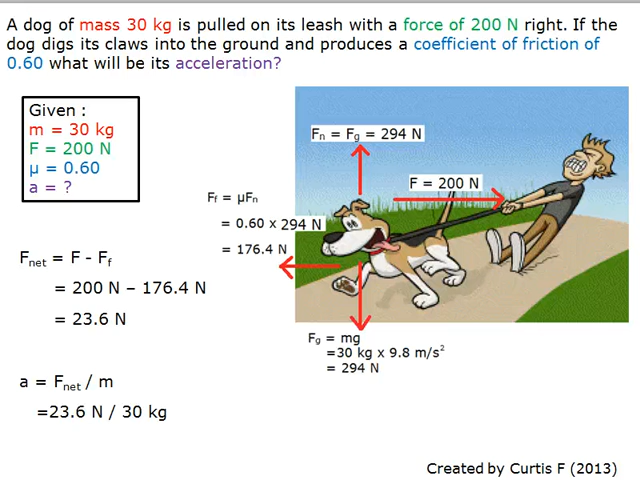 A dog of mass 30 kg is pulled on its leash with a force of 200 N right. If the
dog digs its claws into the ground and produces a coefficient of friction of
0.60 what will be its acceleration?
Given :
m = 30 kg
F = 200 N
μ = 0.60
a = ?
Fn = Fg = 294 N
F = 200 N
Ff = μFn
= 0.60 x 294 N
= 176.4 N
Fnet = F - Ff
= 200 N – 176.4 N
= 23.6 N
Fg = mg
=30 kg x 9.8 m/s²
= 294 N
a = Fnet / m
=23.6 N / 30 kg
Created by Curtis F (2013)